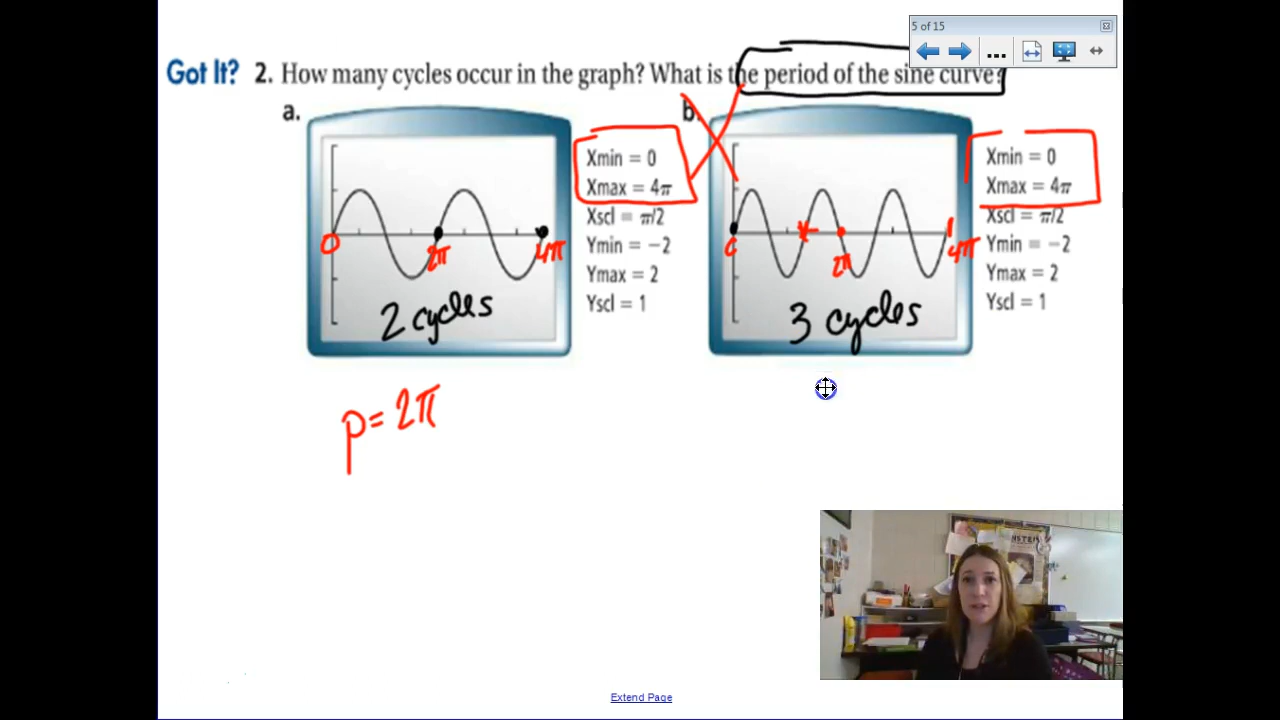 5 of 15
Got It? 2. How many cycles occur in the graph? What is the period of the sine curve?
a.
Xmin = 0
Xmax = 4π
Xscl = π/2
Ymin = −2
Ymax = 2
Yscl = 1
0
2π
4π
2 cycles
p = 2π
b.
Xmin = 0
Xmax = 4π
Xscl = π/2
Ymin = −2
Ymax = 2
Yscl = 1
2π
4π
3 cycles
Extend Page